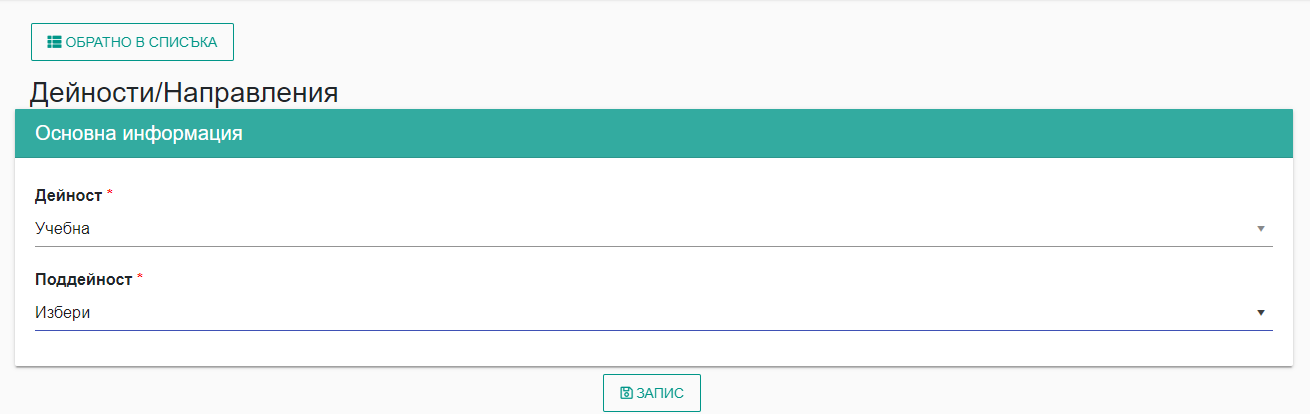 ОБРАТНО В СПИСЪКА
Дейности/Направления
Основна информация
Дейност *
Учебна
Поддейност *
Избери
ЗАПИС